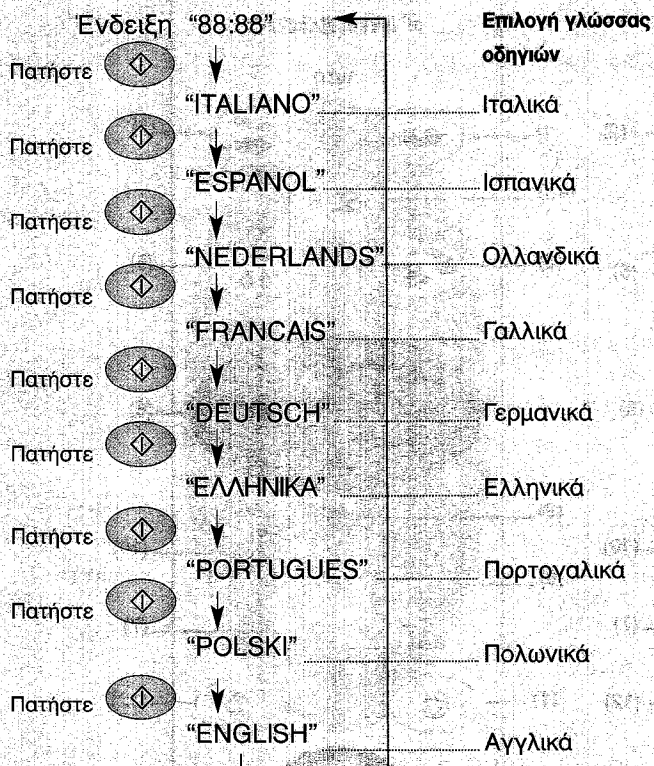 Ένδειξη “88:88”
Επιλογή γλώσσας
οδηγιών
Πατήστε
“ITALIANO” Ιταλικά
Πατήστε
“ESPANOL” Ισπανικά
Πατήστε
“NEDERLANDS” Ολλανδικά
Πατήστε
“FRANCAIS” Γαλλικά
Πατήστε
“DEUTSCH” Γερμανικά
Πατήστε
“ΕΛΛΗΝΙΚΑ” Ελληνικά
Πατήστε
“PORTUGUES” Πορτογαλικά
Πατήστε
“POLSKI” Πολωνικά
Πατήστε
“ENGLISH” Αγγλικά